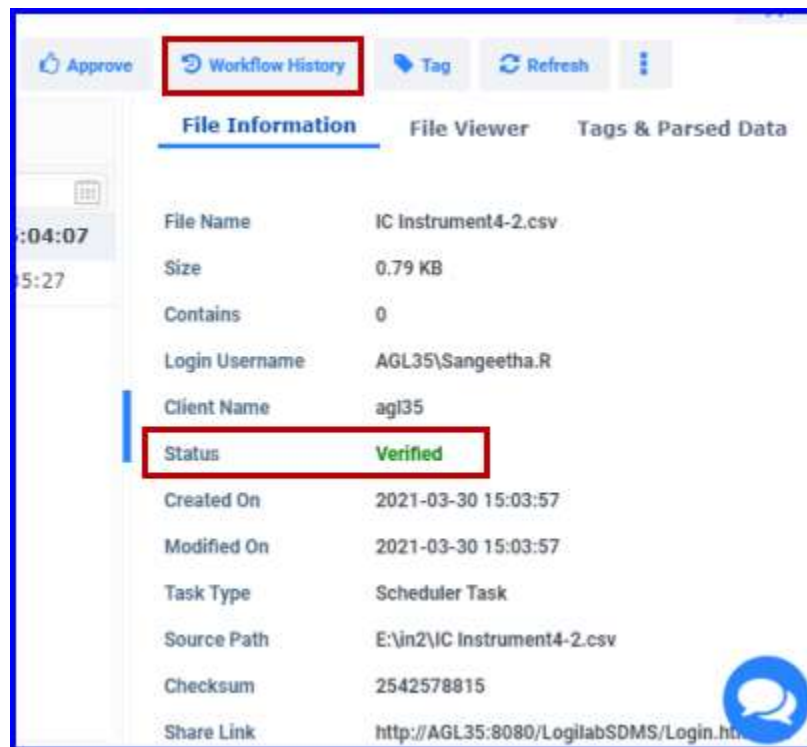 Approve Workflow History Tag Refresh
File Information File Viewer Tags & Parsed Data
File Name IC Instrument4-2.csv
:04:07
Size 0.79 KB
5:27
Contains 0
Login Username AGL35\Sangeetha.R
Client Name agl35
Status Verified
Created On 2021-03-30 15:03:57
Modified On 2021-03-30 15:03:57
Task Type Scheduler Task
Source Path E:\in2\IC Instrument4-2.csv
Checksum 2542578815
Share Link http://AGL35:8080/LogilabSDMS/Login.ht